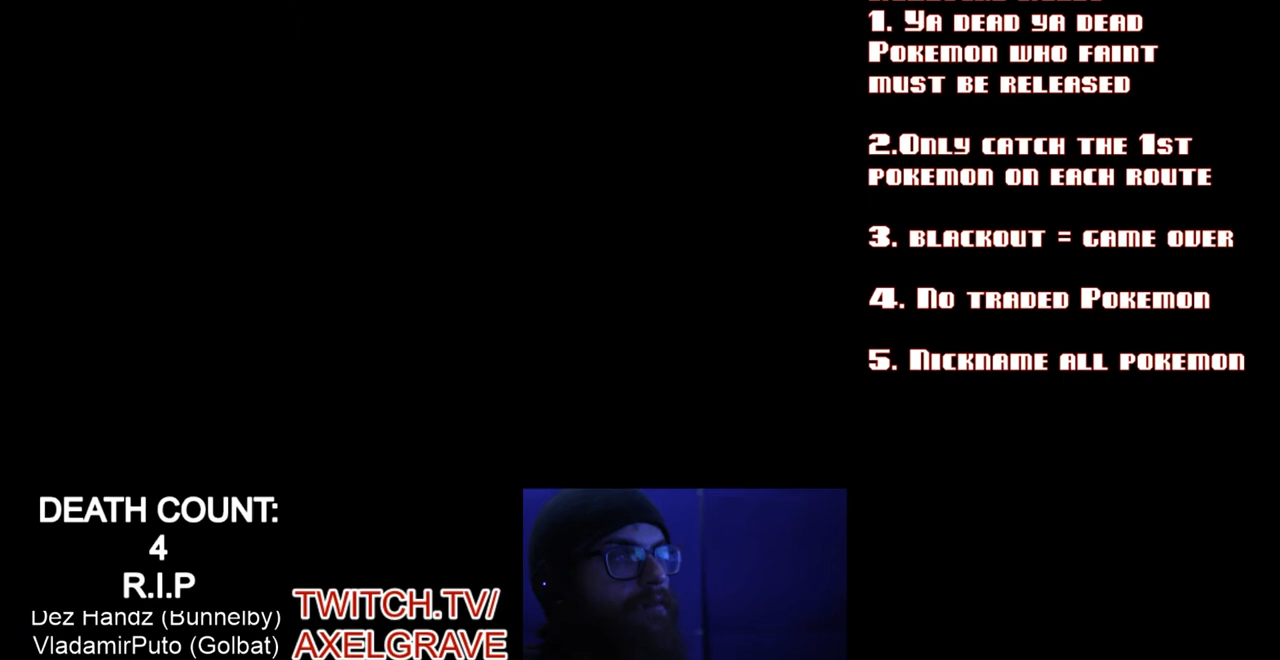 1. Ya dead ya dead
Pokemon who faint
must be released
2.Only catch the 1st
pokemon on each route
3. blackout = game over
4. No traded Pokemon
5. Nickname all pokemon
DEATH COUNT:
4
R.I.P
Dez Handz (Bunnelby)
VladamirPuto (Golbat)
TWITCH.TV/
AXELGRAVE